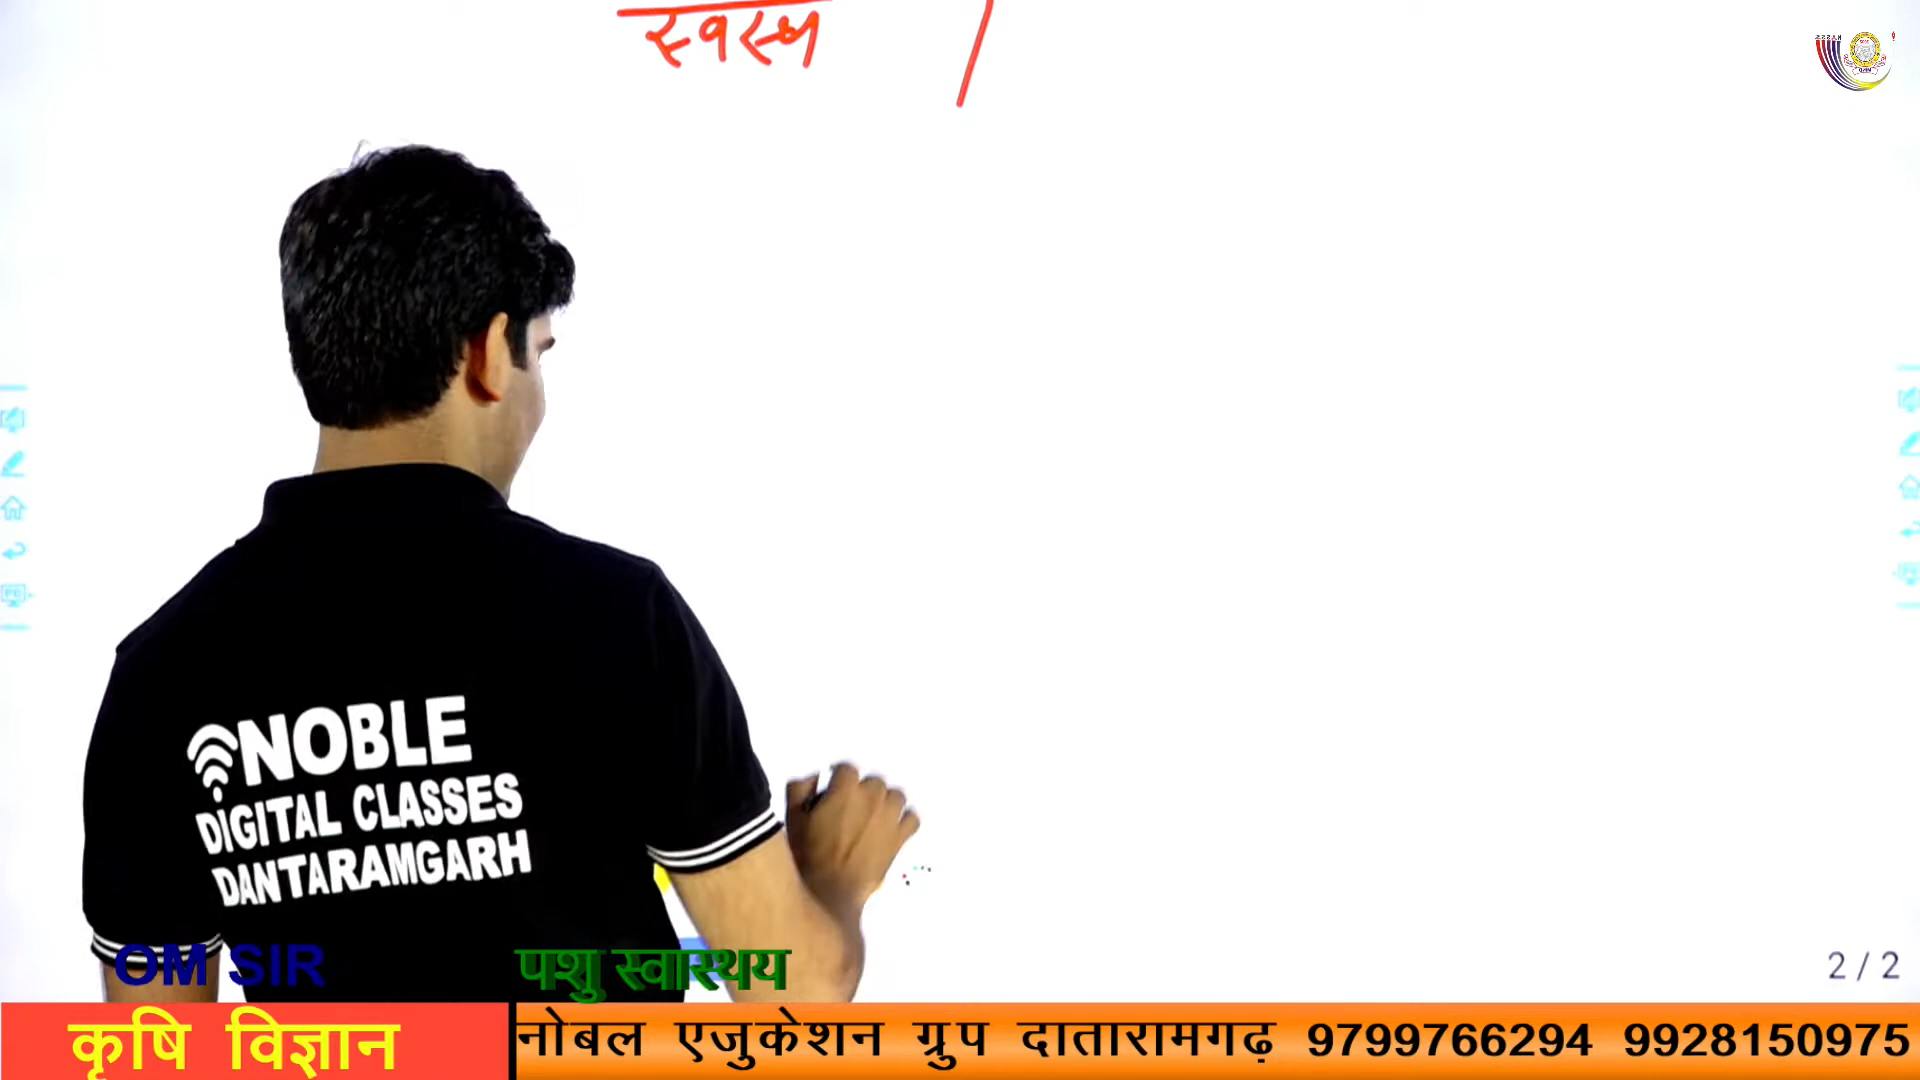 स्वस्थ
NOBLE
DIGITAL CLASSES
DANTARAMGARH
2/2
OM SIR
पशु स्वास्थय
कृषि विज्ञान
नोबल एजुकेशन ग्रुप दातारामगढ़ 9799766294 9928150975